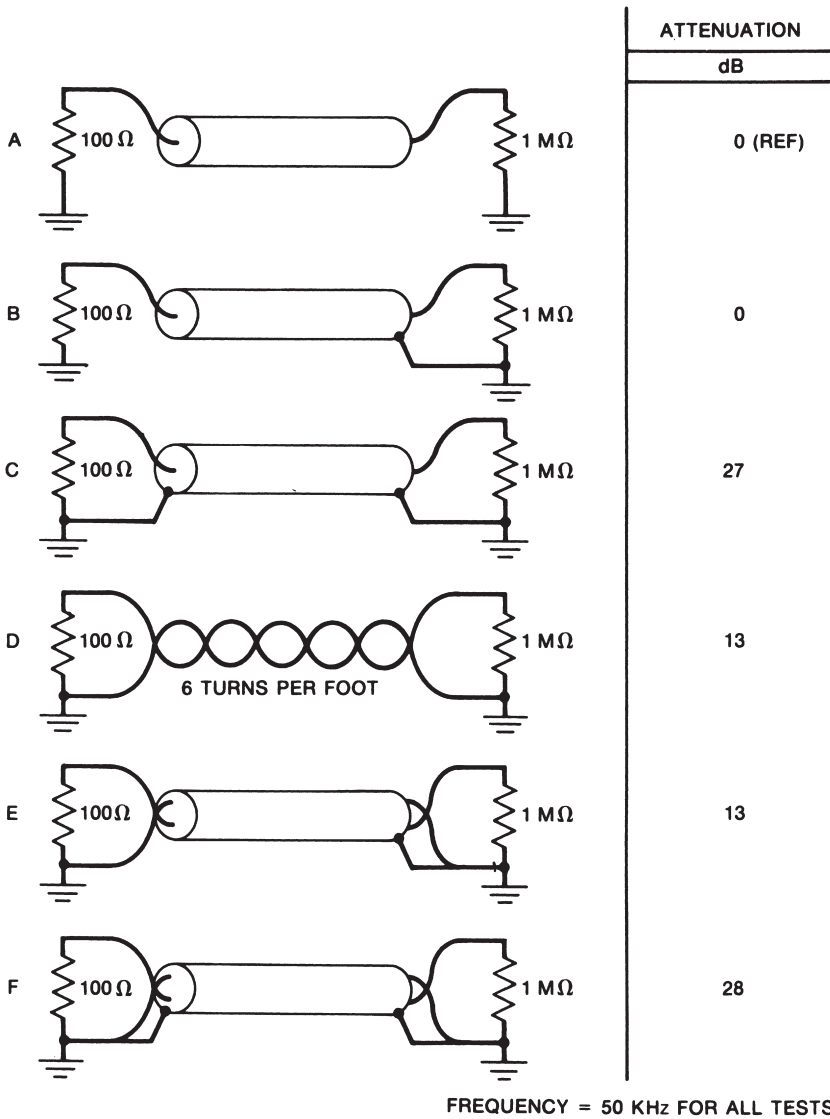 ATTENUATION
dB
A 100 Ω 1 MΩ 0 (REF)
B 100 Ω 1 MΩ 0
C 100 Ω 1 MΩ 27
D 100 Ω 1 MΩ 13
6 TURNS PER FOOT
E 100Ω 1 MΩ 13
F 100 Ω 1 MΩ 28
FREQUENCY = 50 KHz FOR ALL TESTS